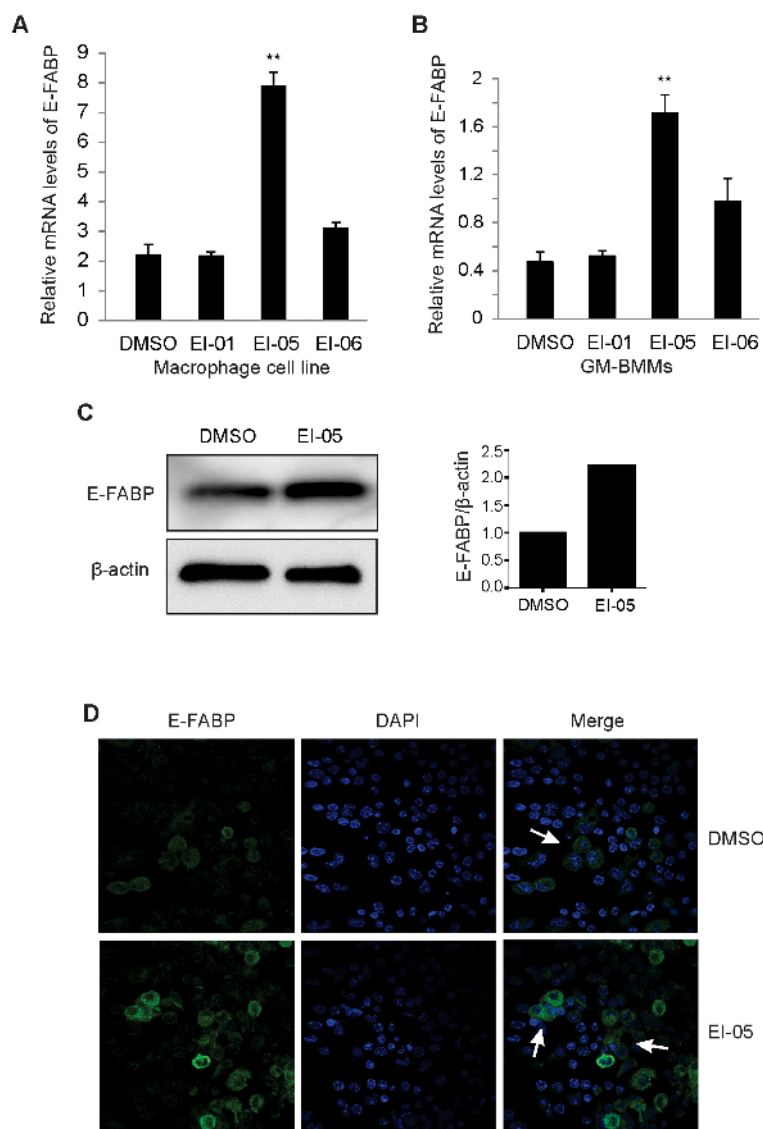 A
Relative mRNA levels of E-FABP
9
8
7
6
5
4
3
2
1
0
**
DMSO EI-01 EI-05 EI-06
Macrophage cell line
B
Relative mRNA levels of E-FABP
2
1.6
1.2
0.8
0.4
0
**
DMSO EI-01 EI-05 EI-06
GM-BMMs
C
DMSO EI-05
E-FABP
β-actin
E-FABP/β-actin
2.5
2.0
1.5
1.0
0.5
0.0
DMSO EI-05
D
E-FABP DAPI Merge
DMSO
EI-05